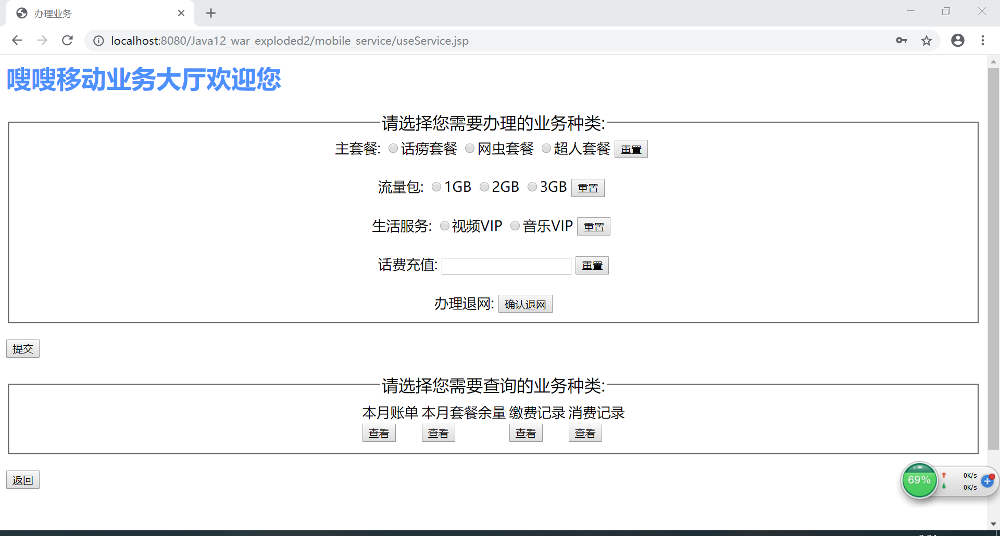 办理业务
localhost:8080/Java12_war_exploded2/mobile_service/useService.jsp
嗖嗖移动业务大厅欢迎您
请选择您需要办理的业务种类:
主套餐: 话痨套餐 网虫套餐 超人套餐 重置
流量包: 1GB 2GB 3GB 重置
生活服务: 视频VIP 音乐VIP 重置
话费充值: 重置
办理退网: 确认退网
提交
请选择您需要查询的业务种类:
本月账单 本月套餐余量 缴费记录 消费记录
查看 查看 查看 查看
返回
69%
0K/s
0K/s